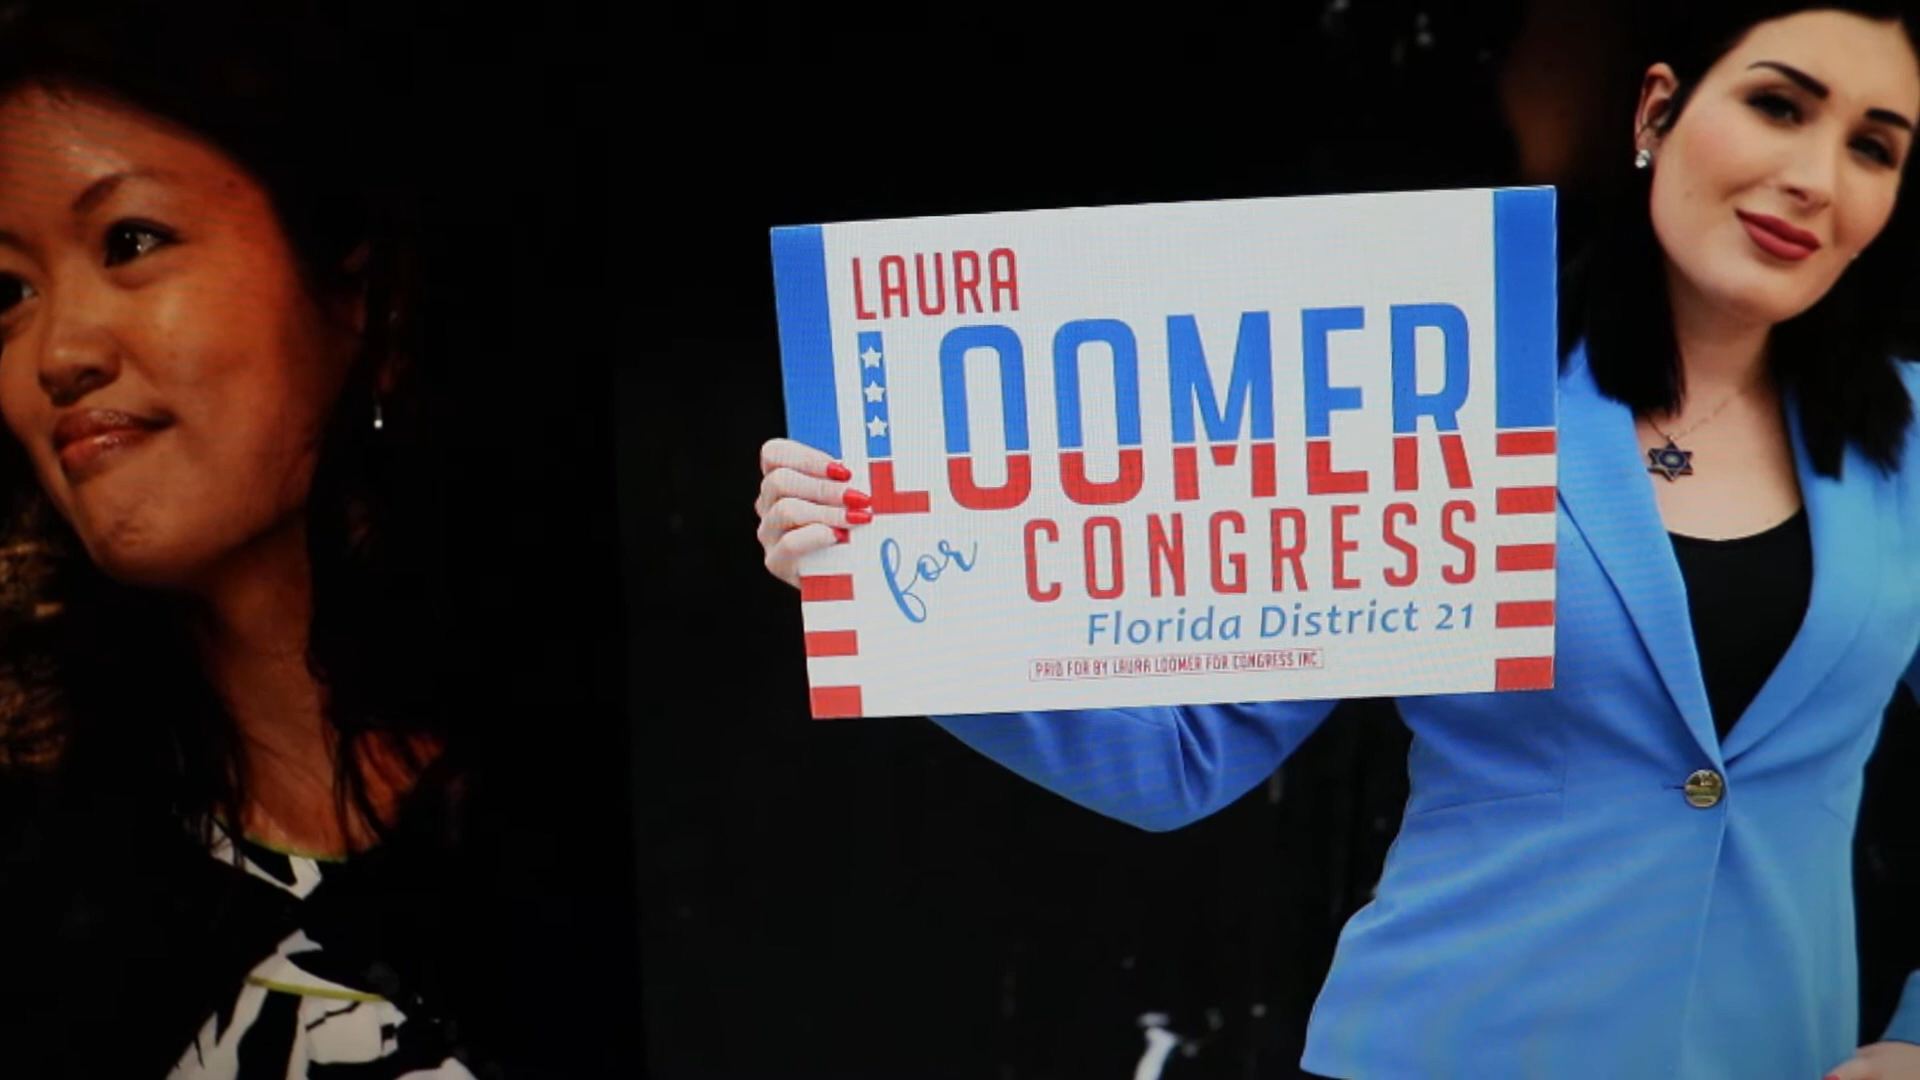 LAURA
LOOMER
for CONGRESS
Florida District 21
PAID FOR BY LAURA LOOMER FOR CONGRESS INC